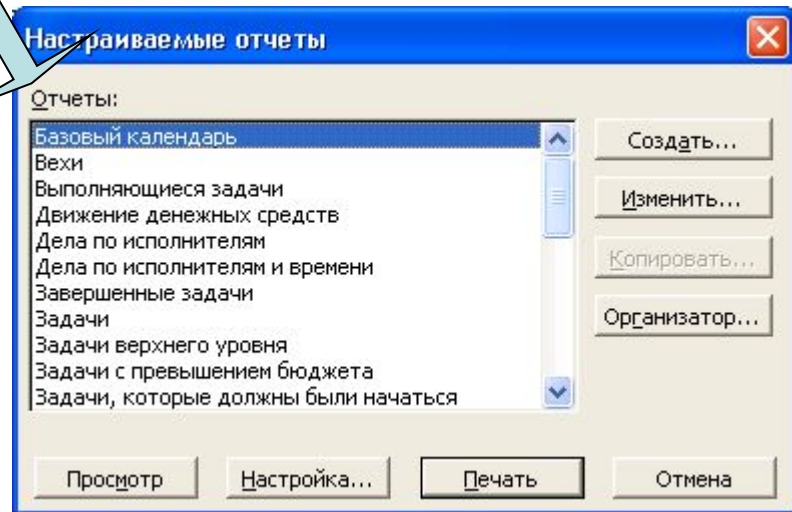 Настраиваемые отчеты
Отчеты:
Базовый календарь
Вехи
Выполняющиеся задачи
Движение денежных средств
Дела по исполнителям
Дела по исполнителям и времени
Завершенные задачи
Задачи
Задачи верхнего уровня
Задачи с превышением бюджета
Задачи, которые должны были начаться
Создать...
Изменить...
Копировать...
Организатор...
Просмотр
Настройка...
Печать
Отмена